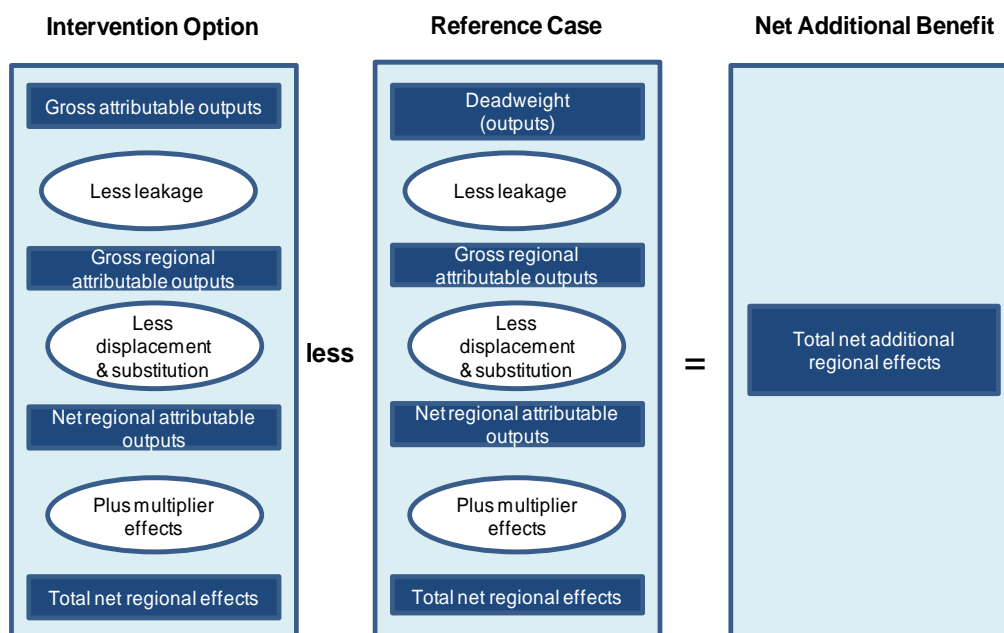 Intervention Option
Reference Case
Net Additional Benefit
Gross attributable outputs
Less leakage
Gross regional
attributable outputs
Less
displacement
& substitution
Net regional attributable
outputs
Plus multiplier
effects
Total net regional effects
less
Deadweight
(outputs)
Less leakage
Gross regional
attributable outputs
Less
displacement
& substitution
Net regional attributable
outputs
Plus multiplier
effects
Total net regional effects
=
Total net additional
regional effects